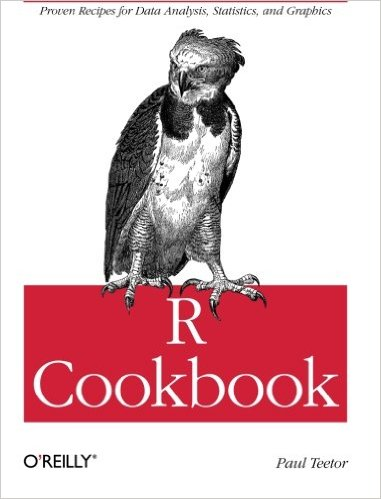 Proven Recipes for Data Analysis, Statistics, and Graphics
R
Cookbook
O'REILLY®
Paul Teetor